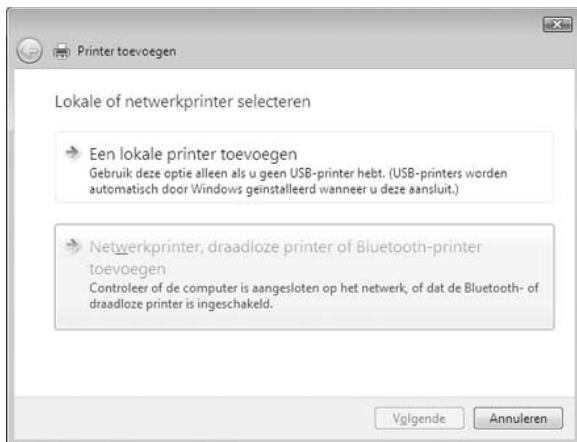 Printer toevoegen
Lokale of netwerkprinter selecteren
Een lokale printer toevoegen
Gebruik deze optie alleen als u geen USB-printer hebt. (USB-printers worden
automatisch door Windows geïnstalleerd wanneer u deze aansluit.)
Netwerkprinter, draadloze printer of Bluetooth-printer
toevoegen
Controleer of de computer is aangesloten op het netwerk, of dat de Bluetooth- of
draadloze printer is ingeschakeld.
Volgende
Annuleren